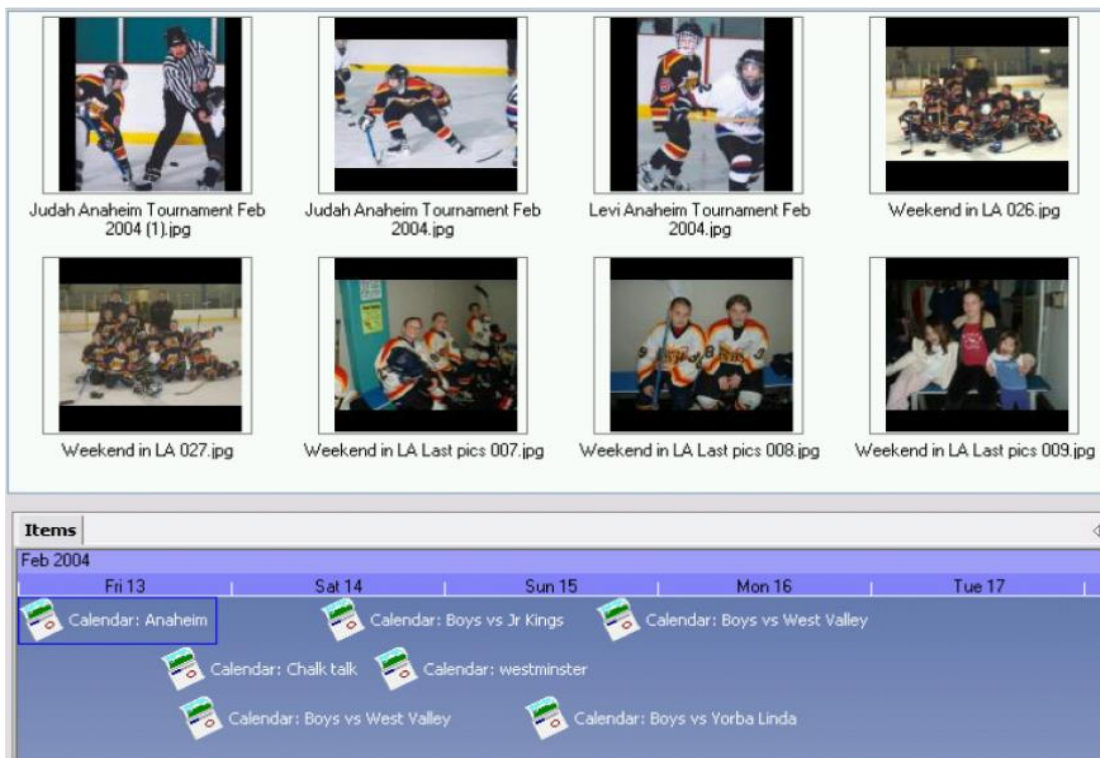 Judah Anaheim Tournament Feb
2004 (1).jpg
Judah Anaheim Tournament Feb
2004.jpg
Levi Anaheim Tournament Feb
2004.jpg
Weekend in LA 026.jpg
Weekend in LA 027.jpg
Weekend in LA Last pics 007.jpg
Weekend in LA Last pics 008.jpg
Weekend in LA Last pics 009.jpg
Items
Feb 2004
Fri 13
Sat 14
Sun 15
Mon 16
Tue 17
Calendar: Anaheim
Calendar: Boys vs Jr Kings
Calendar: Boys vs West Valley
Calendar: Chalk talk
Calendar: westminster
Calendar: Boys vs West Valley
Calendar: Boys vs Yorba Linda